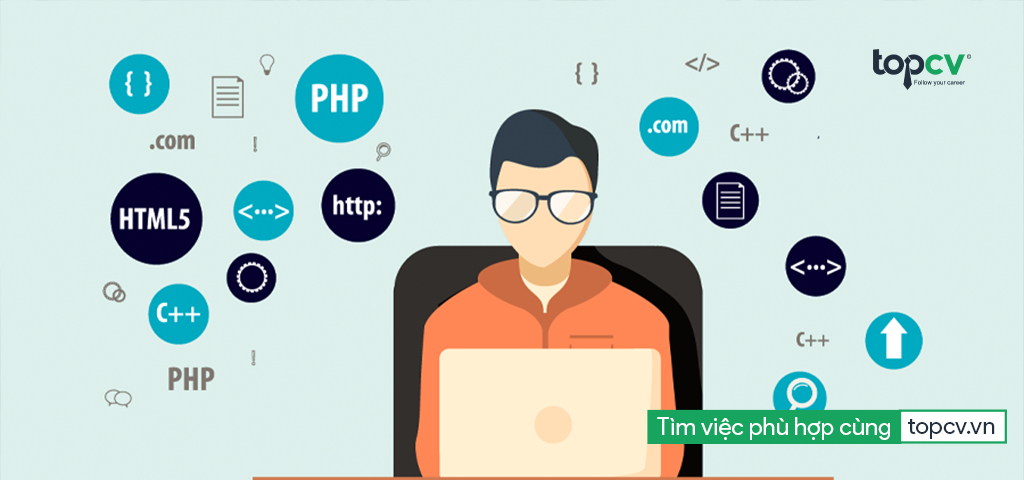 { }
PHP
.com
HTML5
<···>
http:
C++
PHP
!
!
{ }
</>
.com
C++
<···>
C++
topcv
Follow your career
Tìm việc phù hợp cùng
topcv.vn